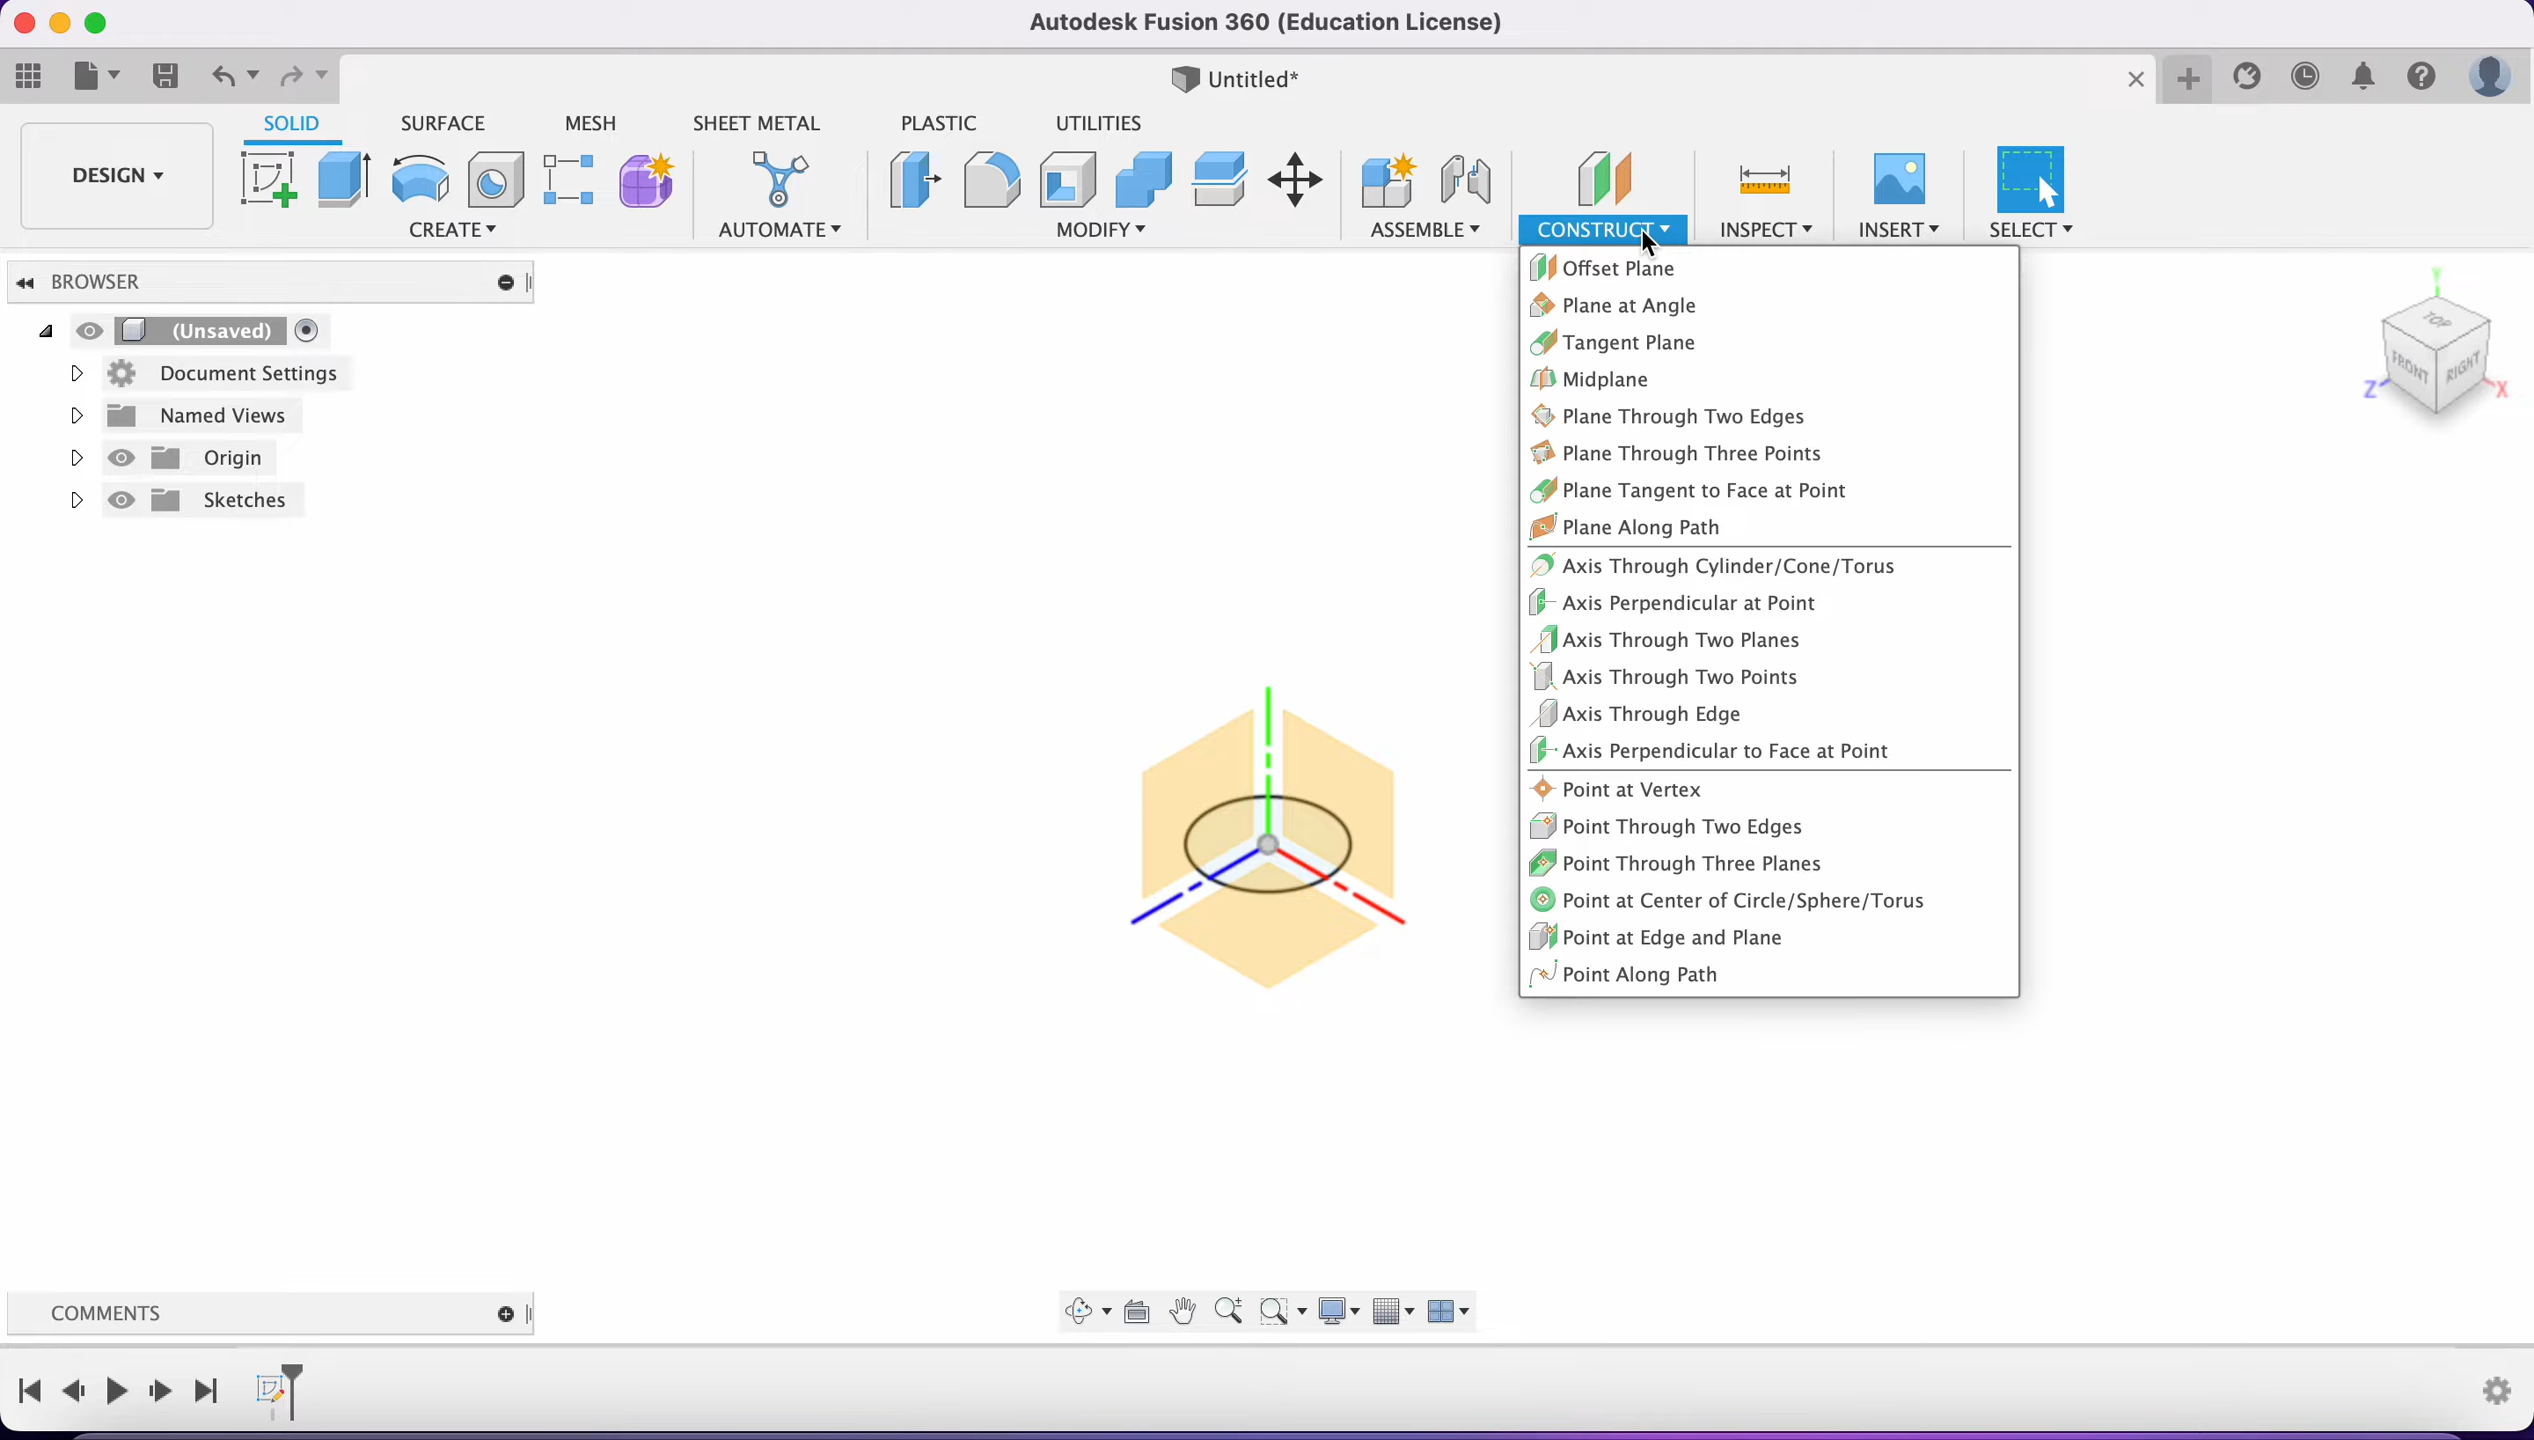 Autodesk Fusion 360 (Education License)
Untitled*
SOLID
SURFACE
MESH
SHEET METAL
PLASTIC
UTILITIES
DESIGN
CREATE
AUTOMATE
MODIFY
ASSEMBLE
CONSTRUCT
INSPECT
INSERT
SELECT
BROWSER
(Unsaved)
Document Settings
Named Views
Origin
Sketches
Offset Plane
Plane at Angle
Tangent Plane
Midplane
Plane Through Two Edges
Plane Through Three Points
Plane Tangent to Face at Point
Plane Along Path
Axis Through Cylinder/Cone/Torus
Axis Perpendicular at Point
Axis Through Two Planes
Axis Through Two Points
Axis Through Edge
Axis Perpendicular to Face at Point
Point at Vertex
Point Through Two Edges
Point Through Three Planes
Point at Center of Circle/Sphere/Torus
Point at Edge and Plane
Point Along Path
Y
TOP
FRONT
RIGHT
Z
X
COMMENTS